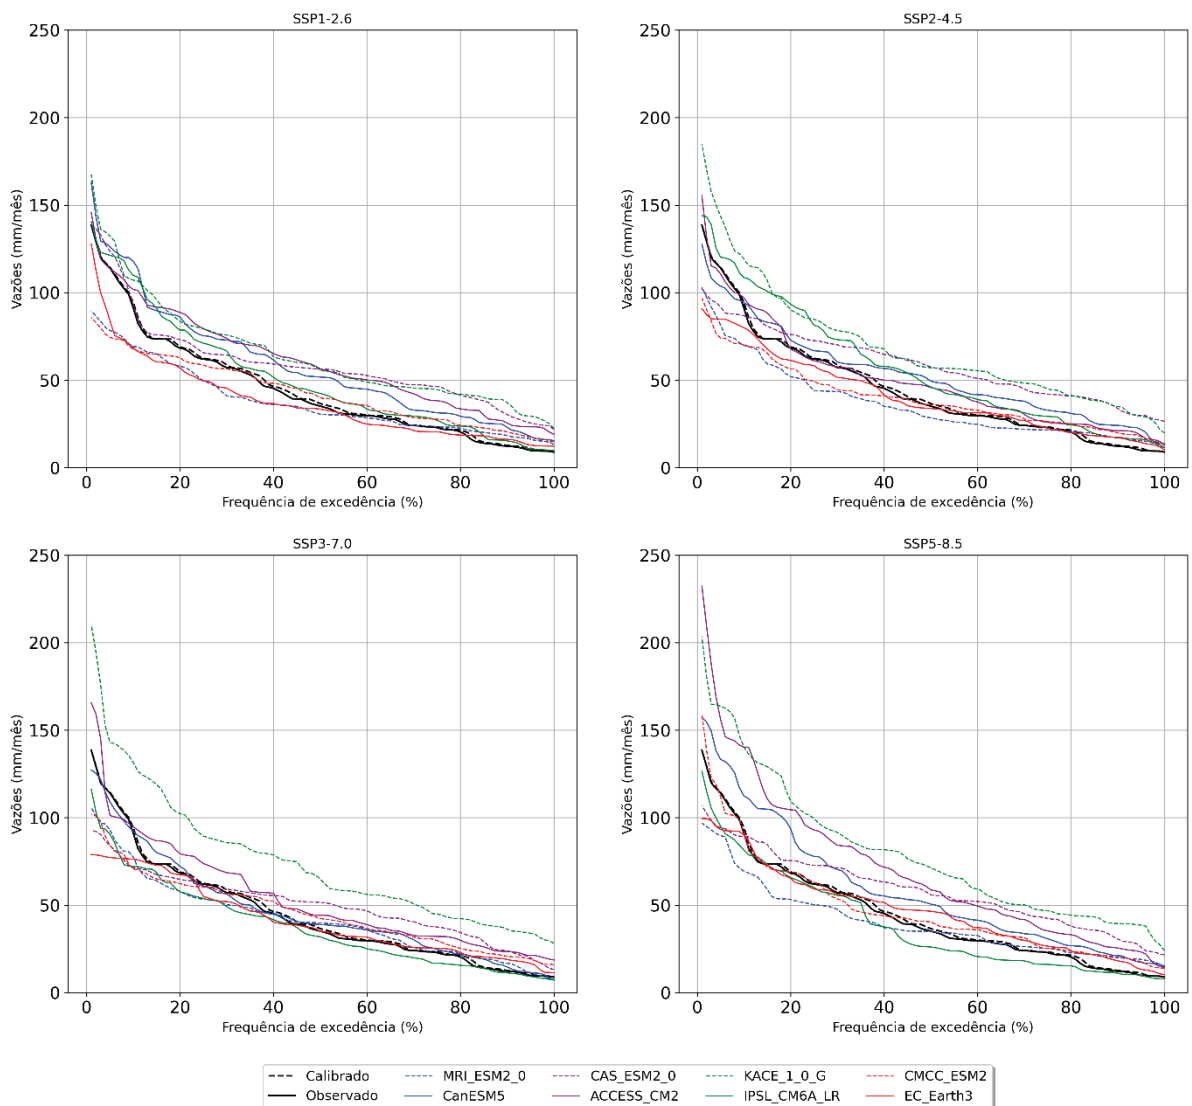 SSP1-2.6
250
200
150
100
50
0
Vazões (mm/mês)
0 20 40 60 80 100
Frequência de excedência (%)
SSP2-4.5
250
200
150
100
50
0
Vazões (mm/mês)
0 20 40 60 80 100
Frequência de excedência (%)
SSP3-7.0
250
200
150
100
50
0
Vazões (mm/mês)
0 20 40 60 80 100
Frequência de excedência (%)
SSP5-8.5
250
200
150
100
50
0
Vazões (mm/mês)
0 20 40 60 80 100
Frequência de excedência (%)
Calibrado MRI_ESM2_0 CAS_ESM2_0 KACE_1_0_G CMCC_ESM2
Observado CanESM5 ACCESS_CM2 IPSL_CM6A_LR EC_Earth3